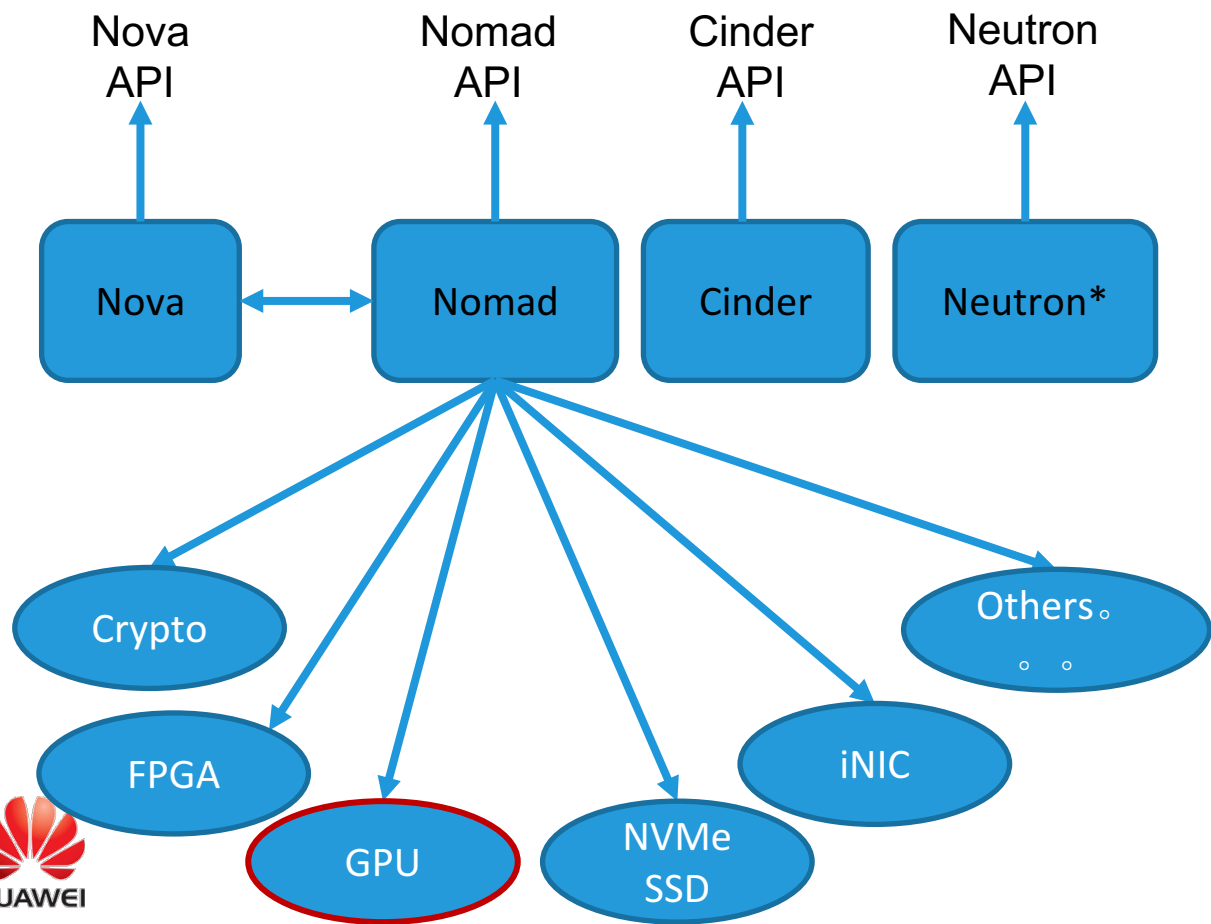 Nova
API
Nomad
API
Cinder
API
Neutron
API
Nova
Nomad
Cinder
Neutron*
Crypto
Others。
。。
FPGA
iNIC
GPU
NVMe
SSD
UAWEI